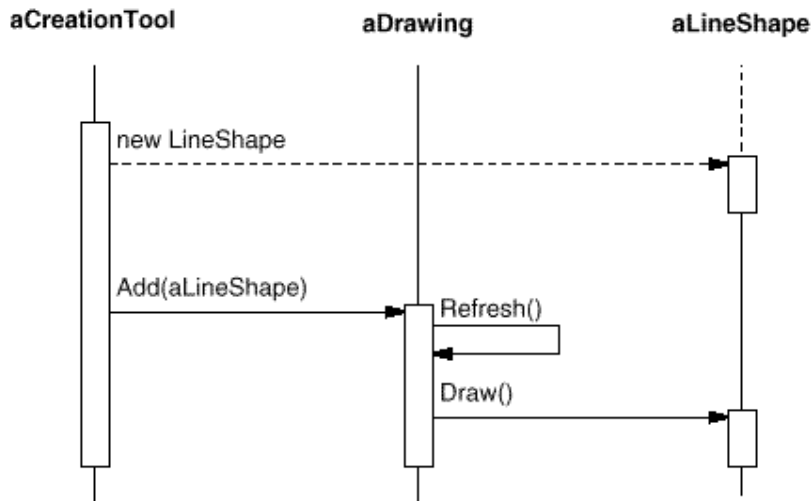 aCreationTool
aDrawing
aLineShape
new LineShape
Add(aLineShape)
Refresh()
Draw()